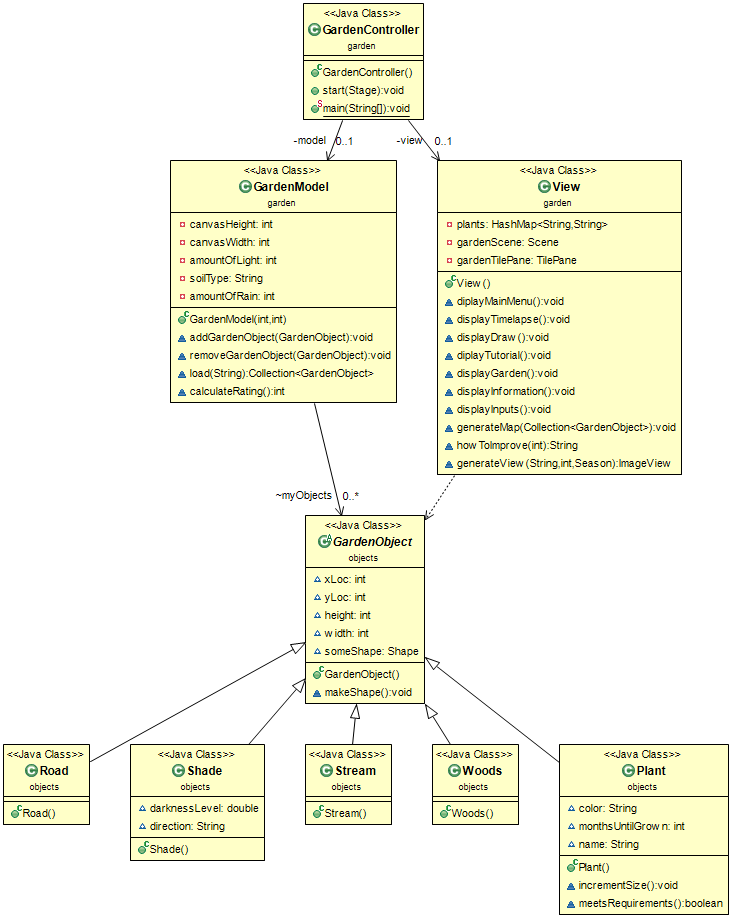 <<Java Class>>
GardenController
garden
GardenController()
start(Stage):void
main(String[]):void
-model 0..1
-view 0..1
<<Java Class>>
GardenModel
garden
canvasHeight: int
canvasWidth: int
amountOfLight: int
soilType: String
amountOfRain: int
GardenModel(int,int)
addGardenObject(GardenObject):void
removeGardenObject(GardenObject):void
load(String):Collection<GardenObject>
calculateRating():int
<<Java Class>>
View
garden
plants: HashMap<String,String>
gardenScene: Scene
gardenTilePane: TilePane
View()
diplayMainMenu():void
displayTimelapse():void
displayDraw():void
diplayTutorial():void
displayGarden():void
displayInformation():void
displayInputs():void
generateMap(Collection<GardenObject>):void
howToImprove(int):String
generateView(String,int,Season):ImageView
~myObjects 0..*
<<Java Class>>
GardenObject
objects
xLoc: int
yLoc: int
height: int
width: int
someShape: Shape
GardenObject()
makeShape():void
<<Java Class>>
Road
objects
Road()
<<Java Class>>
Shade
objects
darknessLevel: double
direction: String
Shade()
<<Java Class>>
Stream
objects
Stream()
<<Java Class>>
Woods
objects
Woods()
<<Java Class>>
Plant
objects
color: String
monthsUntilGrown: int
name: String
Plant()
incrementSize():void
meetsRequirements():boolean